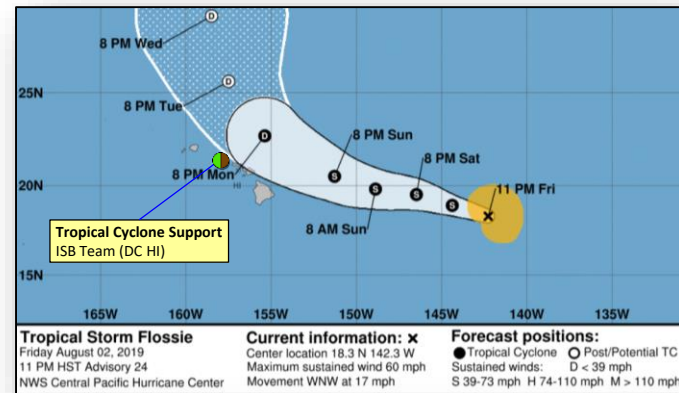 D
8 PM Wed
25N
D
8 PM Tue
D
8 PM Sun
8 PM Sat
20N
8 PM Mon
HI
S
S
S
S
11 PM Fri
8 AM Sun
Tropical Cyclone Support
ISB Team (DC HI)
15N
165W 160W 155W 150W 145W 140W 135W
Tropical Storm Flossie
Friday August 02, 2019
11 PM HST Advisory 24
NWS Central Pacific Hurricane Center
Current information: x
Center location 18.3 N 142.3 W
Maximum sustained wind 60 mph
Movement WNW at 17 mph
Forecast positions:
Tropical Cyclone Post/Potential TC
Sustained winds: D < 39 mph
S 39-73 mph H 74-110 mph M > 110 mph